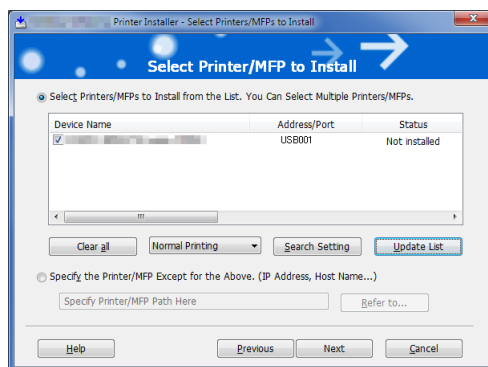 Printer Installer - Select Printers/MFPs to Install
Select Printer/MFP to Install
Select Printers/MFPs to Install from the List. You Can Select Multiple Printers/MFPs.
Device Name Address/Port Status
USB001 Not installed
Clear all Normal Printing Search Setting Update List
Specify the Printer/MFP Except for the Above. (IP Address, Host Name...)
Specify Printer/MFP Path Here Refer to...
Help Previous Next Cancel